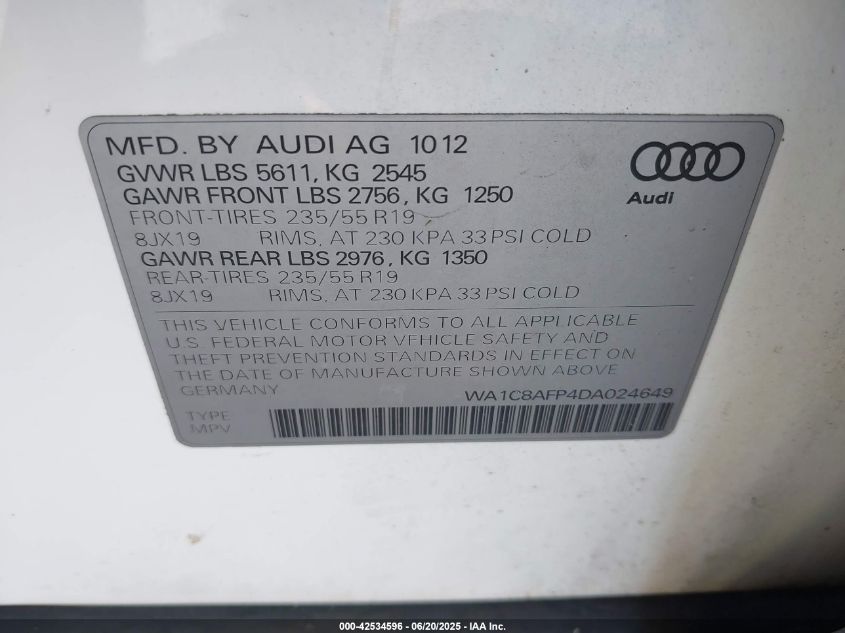 MFD. BY AUDI AG 1012
GVWR LBS 5611, KG 2545
GAWR FRONT LBS 2756, KG 1250
FRONT-TIRES 235/55 R19
8JX19 RIMS, AT 230 KPA 33 PSI COLD
GAWR REAR LBS 2976, KG 1350
REAR-TIRES 235/55 R19
8JX19 RIMS, AT 230 KPA 33 PSI COLD
Audi
THIS VEHICLE CONFORMS TO ALL APPLICABLE
U.S. FEDERAL MOTOR VEHICLE SAFETY AND
THEFT PREVENTION STANDARDS IN EFFECT ON
THE DATE OF MANUFACTURE SHOWN ABOVE
GERMANY WA1C8AFP4DA024649
TYPE
MPV
000-42534596 - 06/20/2025 - IAA Inc.